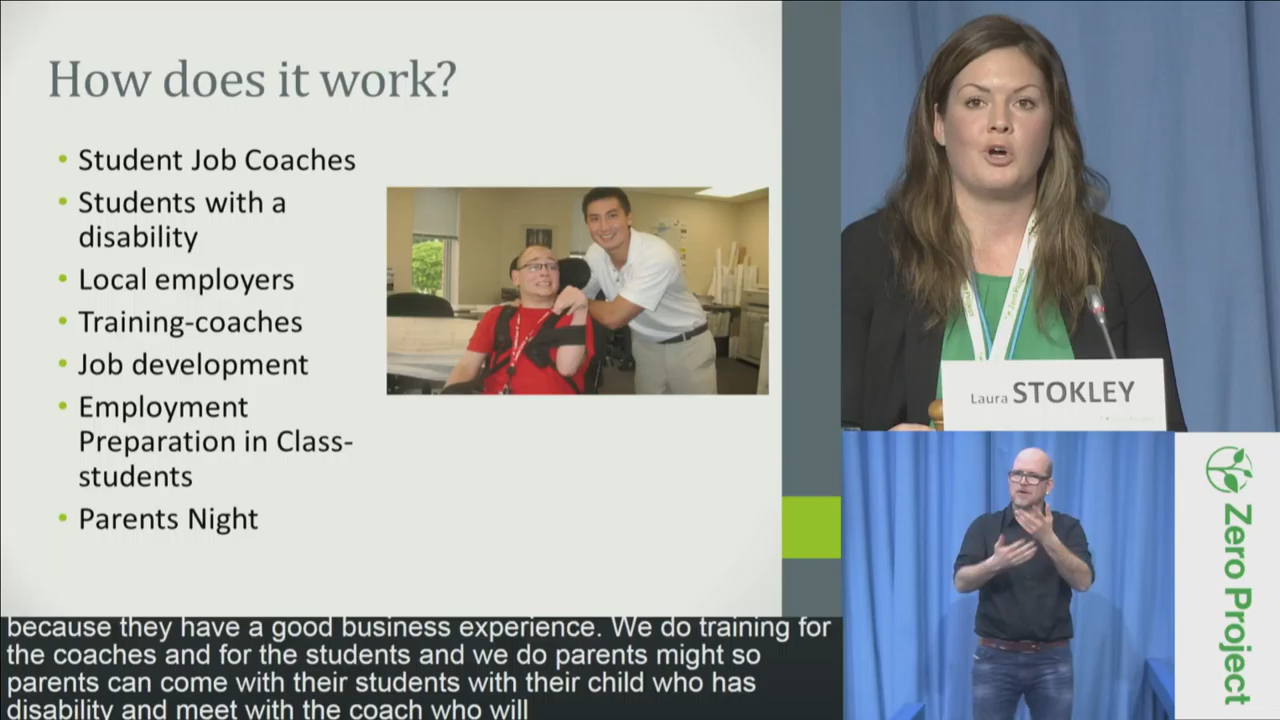 How does it work?
• Student Job Coaches
• Students with a
disability
• Local employers
• Training-coaches
• Job development
• Employment
Preparation in Class-
students
• Parents Night
Laura STOKLEY
Zero Project
because they have a good business experience. We do training for
the coaches and for the students and we do parents might so
parents can come with their students with their child who has
disability and meet with the coach who will